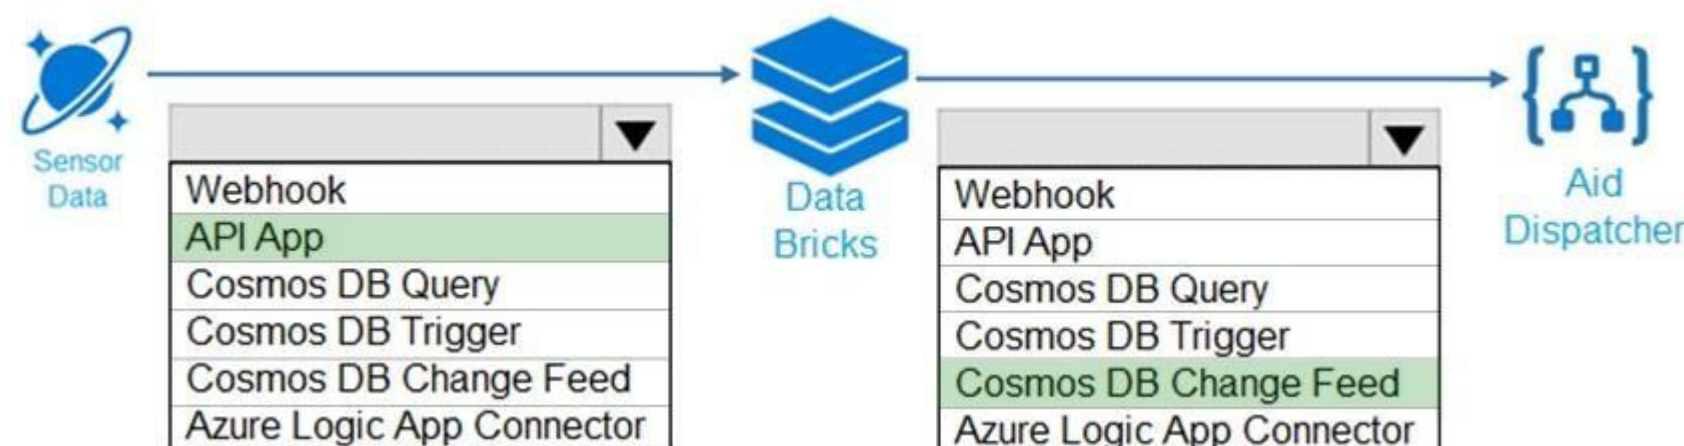 Sensor
Data
Webhook
API App
Cosmos DB Query
Cosmos DB Trigger
Cosmos DB Change Feed
Azure Logic App Connector
Data
Bricks
Webhook
API App
Cosmos DB Query
Cosmos DB Trigger
Cosmos DB Change Feed
Azure Logic App Connector
Aid
Dispatcher